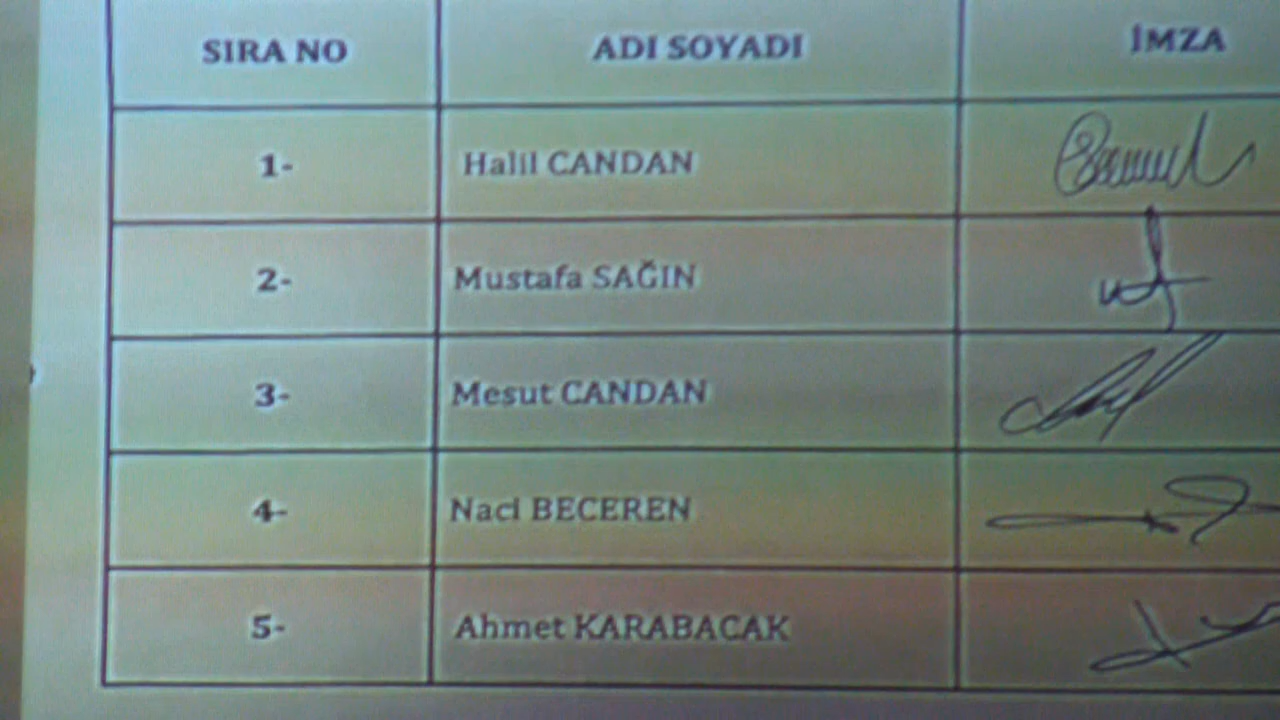 SIRA NO ADI SOYADI İMZA
1- Halil CANDAN
2- Mustafa SAĞIN
3- Mesut CANDAN
4- Naci BECEREN
5- Ahmet KARABACAK